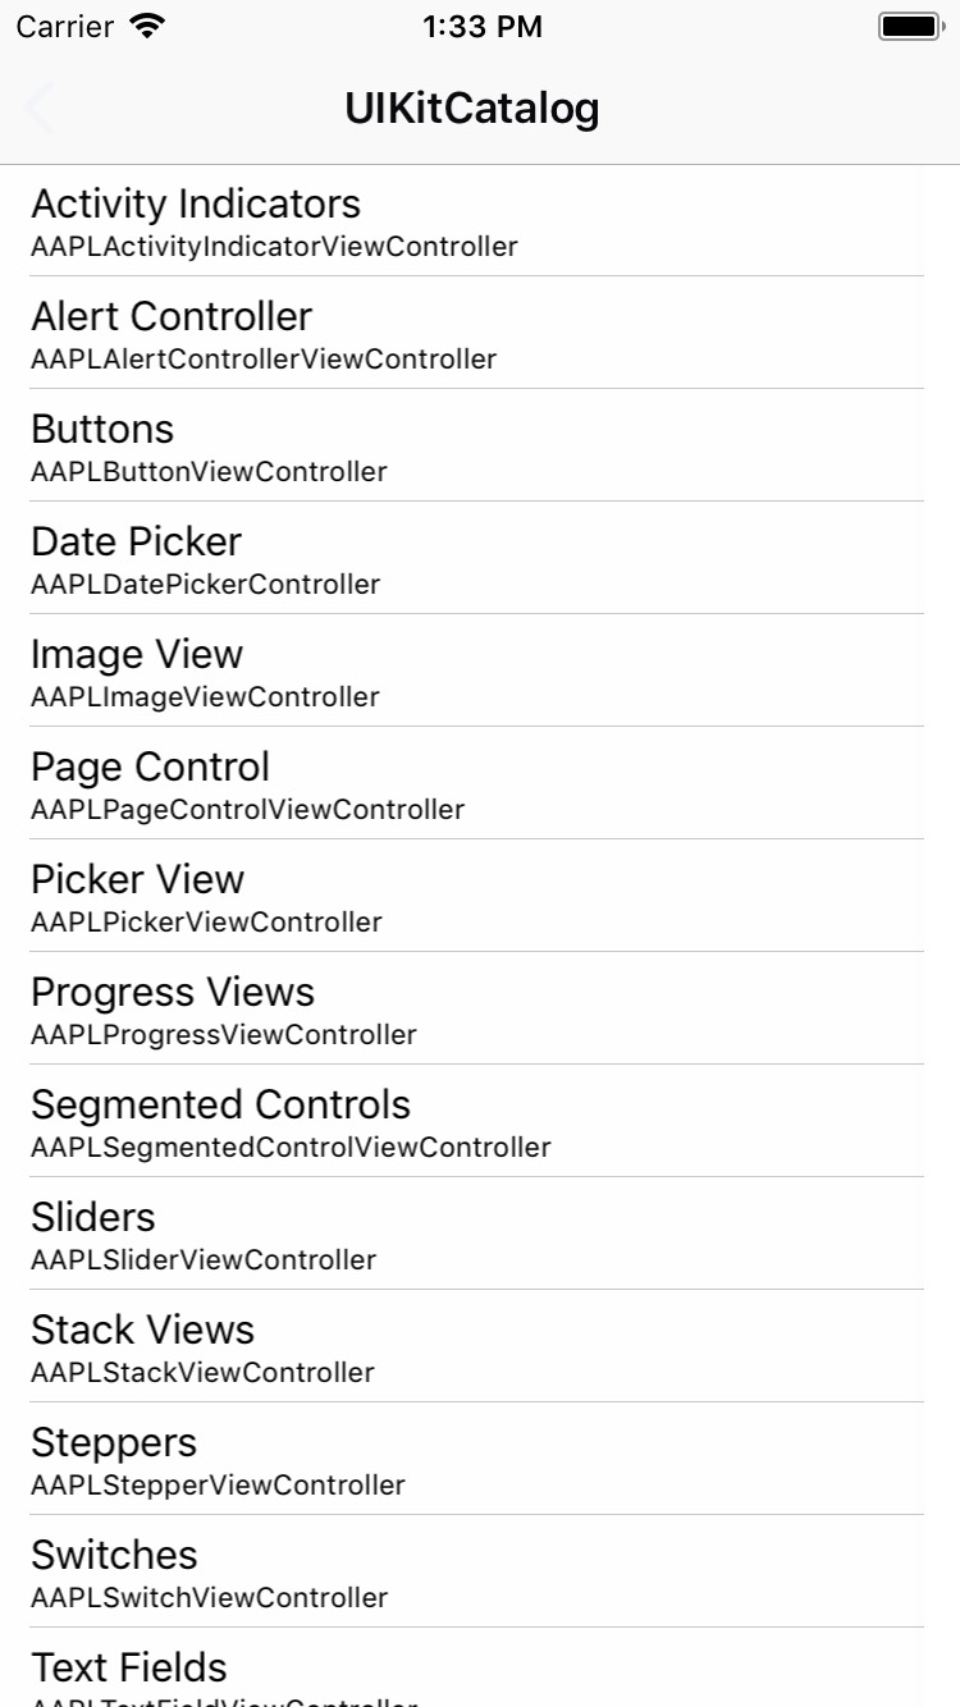 Carrier 1:33 PM
UIKitCatalog
Activity Indicators
AAPLActivityIndicatorViewController
Alert Controller
AAPLAlertControllerViewController
Buttons
AAPLButtonViewController
Date Picker
AAPLDatePickerController
Image View
AAPLImageViewController
Page Control
AAPLPageControlViewController
Picker View
AAPLPickerViewController
Progress Views
AAPLProgressViewController
Segmented Controls
AAPLSegmentedControlViewController
Sliders
AAPLSliderViewController
Stack Views
AAPLStackViewController
Steppers
AAPLStepperViewController
Switches
AAPLSwitchViewController
Text Fields
AAPLTextFieldViewController